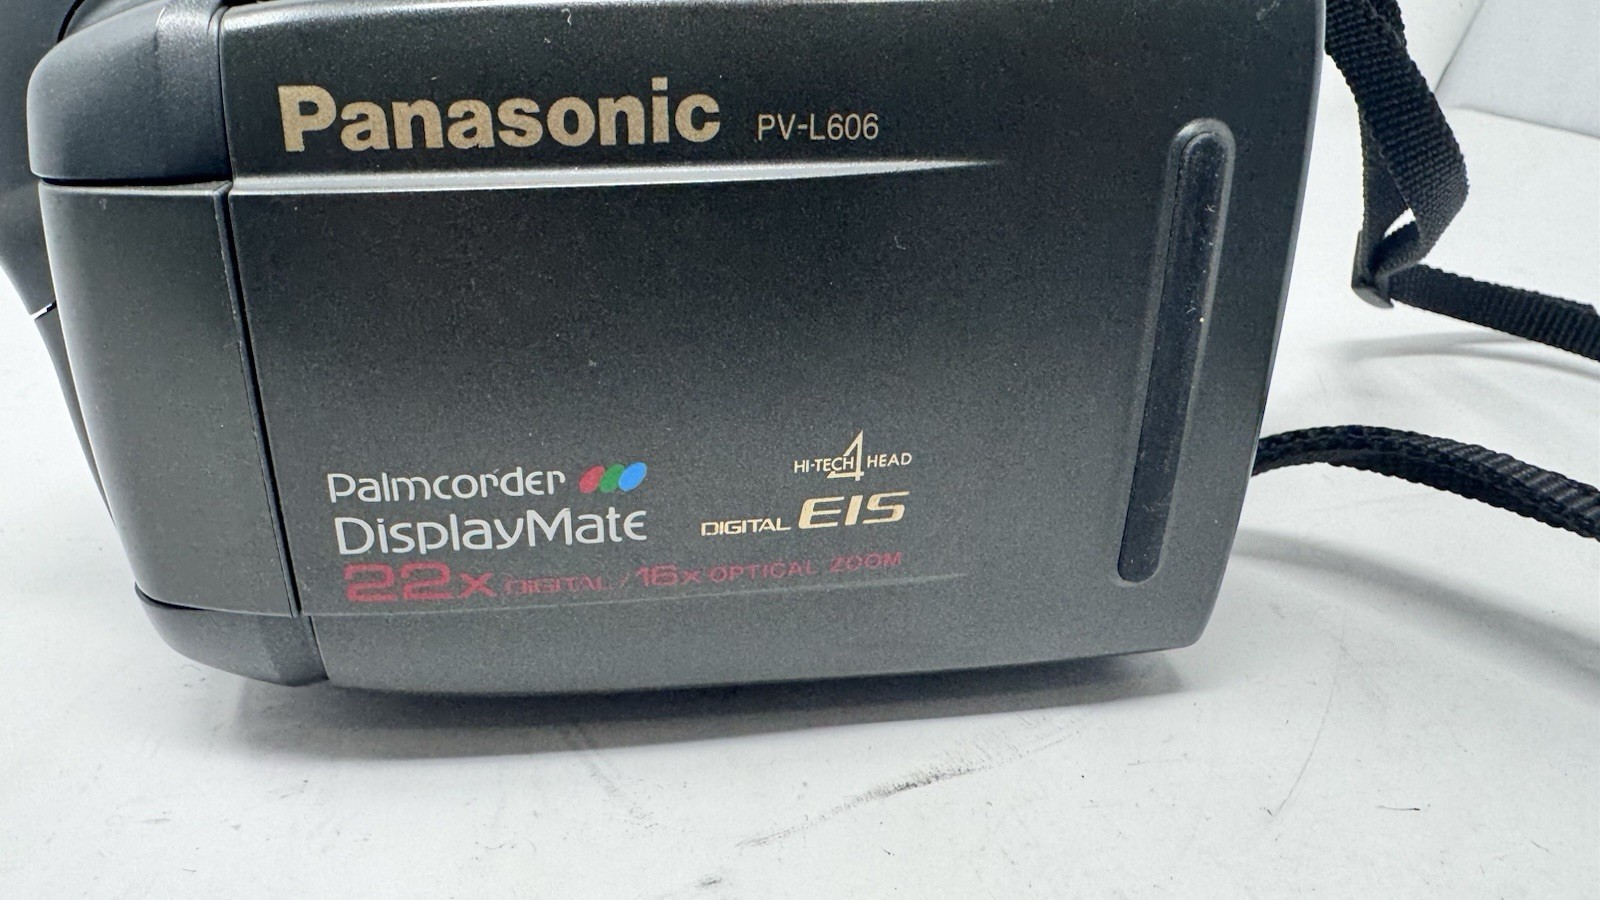 Panasonic PV-L606
HI-TECH 4 HEAD
Palmcorder
DisplayMate
DIGITAL EIS
22x DIGITAL / 16x OPTICAL ZOOM